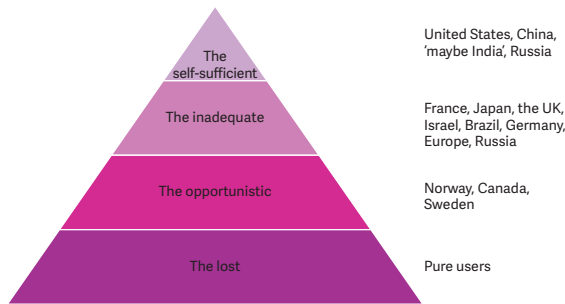 The
self-sufficient
United States, China,
‘maybe India’, Russia
The inadequate
France, Japan, the UK,
Israel, Brazil, Germany,
Europe, Russia
The opportunistic
Norway, Canada,
Sweden
The lost
Pure users